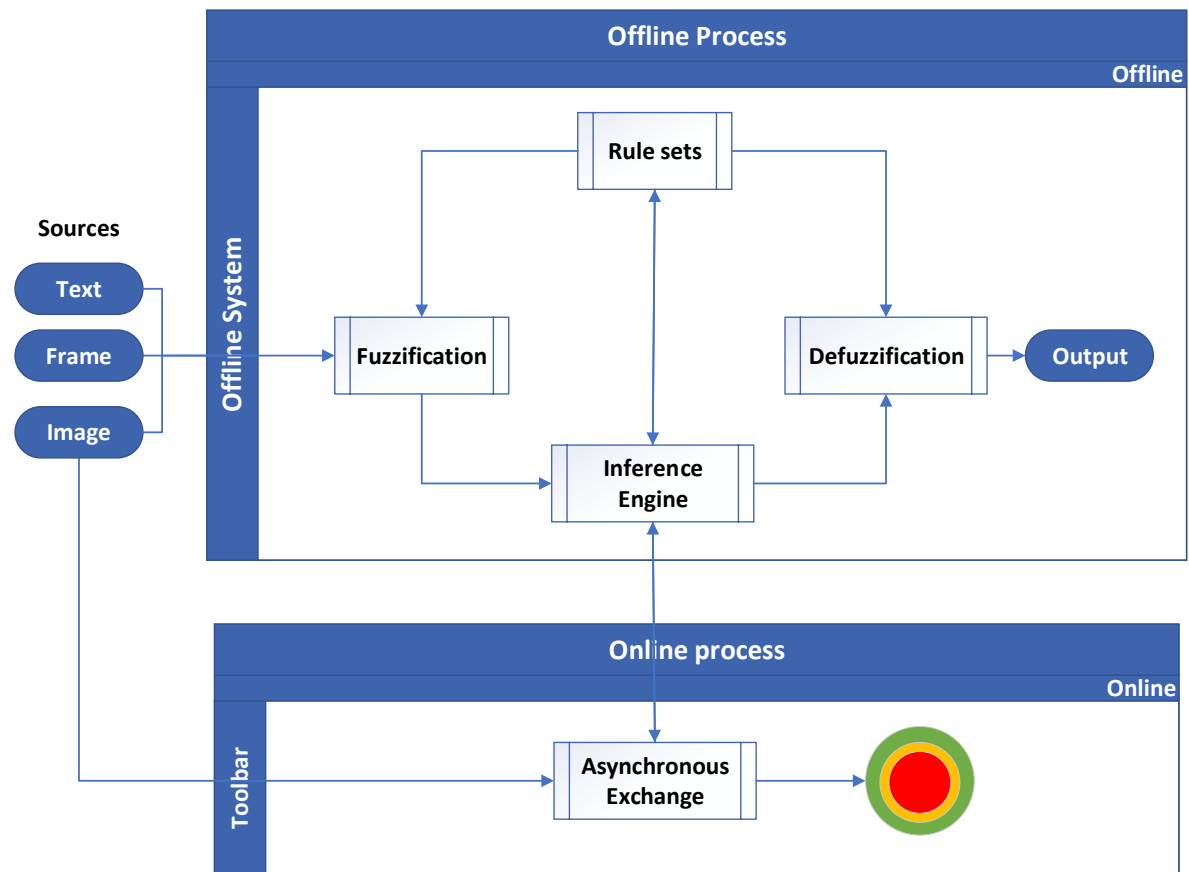 Offline Process
Offline
Offline System
Rule sets
Sources
Text
Frame
Image
Fuzzification
Defuzzification
Output
Inference
Engine
Online process
Online
Toolbar
Asynchronous
Exchange